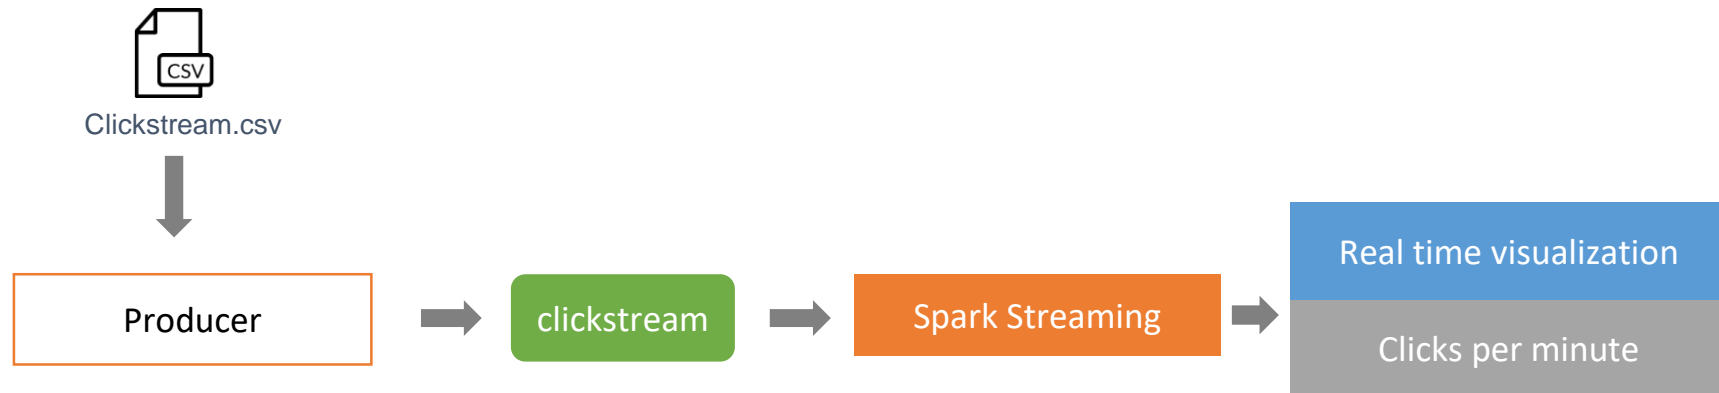 CSV
Clickstream.csv
Producer
clickstream
Spark Streaming
Real time visualization
Clicks per minute